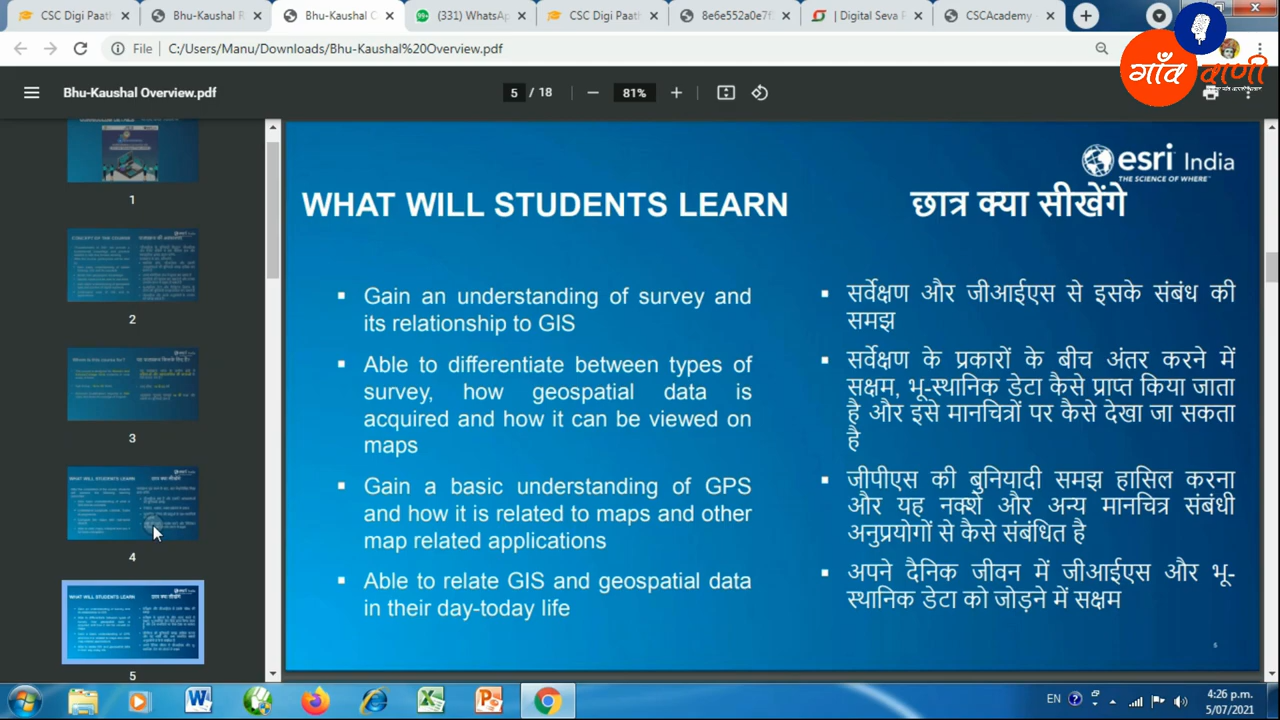 CSC Digi Paath
Bhu-Kaushal R
Bhu-Kaushal C
(331) WhatsAp
CSC Digi Paath
8e6e552a0e7f
| Digital Seva P
CSCAcademy
File
C:/Users/Manu/Downloads/Bhu-Kaushal%20Overview.pdf
गाँव वाणी
Bhu-Kaushal Overview.pdf
5 / 18
81%
1
2
3
4
5
esri India
THE SCIENCE OF WHERE™
WHAT WILL STUDENTS LEARN
Gain an understanding of survey and
its relationship to GIS
Able to differentiate between types of
survey, how geospatial data is
acquired and how it can be viewed on
maps
Gain a basic understanding of GPS
and how it is related to maps and other
map related applications
Able to relate GIS and geospatial data
in their day-today life
छात्र क्या सीखेंगे
सर्वेक्षण और जीआईएस से इसके संबंध की
समझ
सर्वेक्षण के प्रकारों के बीच अंतर करने में
सक्षम, भू-स्थानिक डेटा कैसे प्राप्त किया जाता
है और इसे मानचित्रों पर कैसे देखा जा सकता
है
जीपीएस की बुनियादी समझ हासिल करना
और यह नक्शे और अन्य मानचित्र संबंधी
अनुप्रयोगों से कैसे संबंधित है
अपने दैनिक जीवन में जीआईएस और भू-
स्थानिक डेटा को जोड़ने में सक्षम
5
EN
4:26 p.m.
5/07/2021